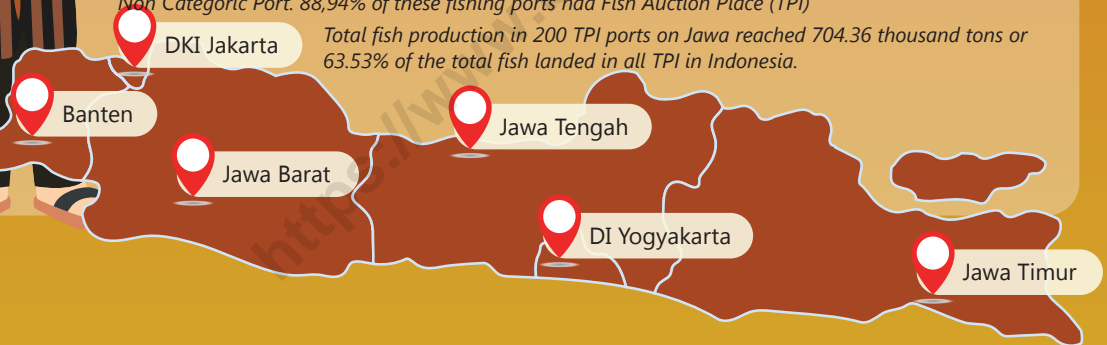 Non Categoric Port. 88,94% of these fishing ports had Fish Auction Place (TPI)
Total fish production in 200 TPI ports on Jawa reached 704.36 thousand tons or
63.53% of the total fish landed in all TPI in Indonesia.
DKI Jakarta
Banten
Jawa Tengah
Jawa Barat
DI Yogyakarta
Jawa Timur
https://www.